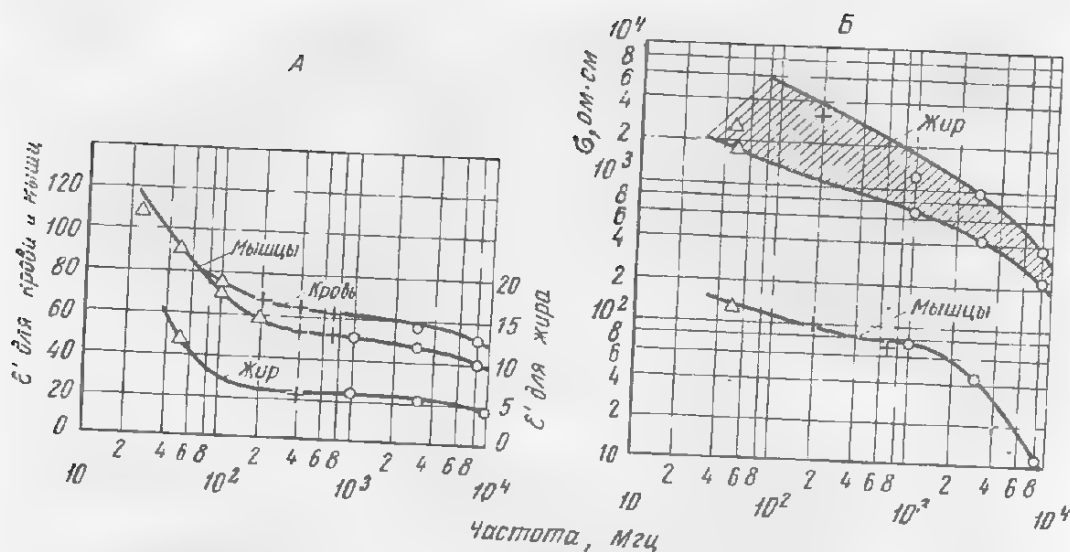 А
Б
ε' для крови и мышц
120
100
80
60
40
20
0
Мышцы
Кровь
Жир
20
15
10
5
0
ε' для жира
10 2 4 6 8 10² 2 4 6 8 10³ 2 4 6 8 10⁴
б, ом·см
10⁴
8
6
4
2
10³
8
6
4
2
10²
8
6
4
2
10
Жир
Мышцы
10 2 4 6 8 10² 2 4 6 8 10³ 2 4 6 8 10⁴
Частота, Мгц